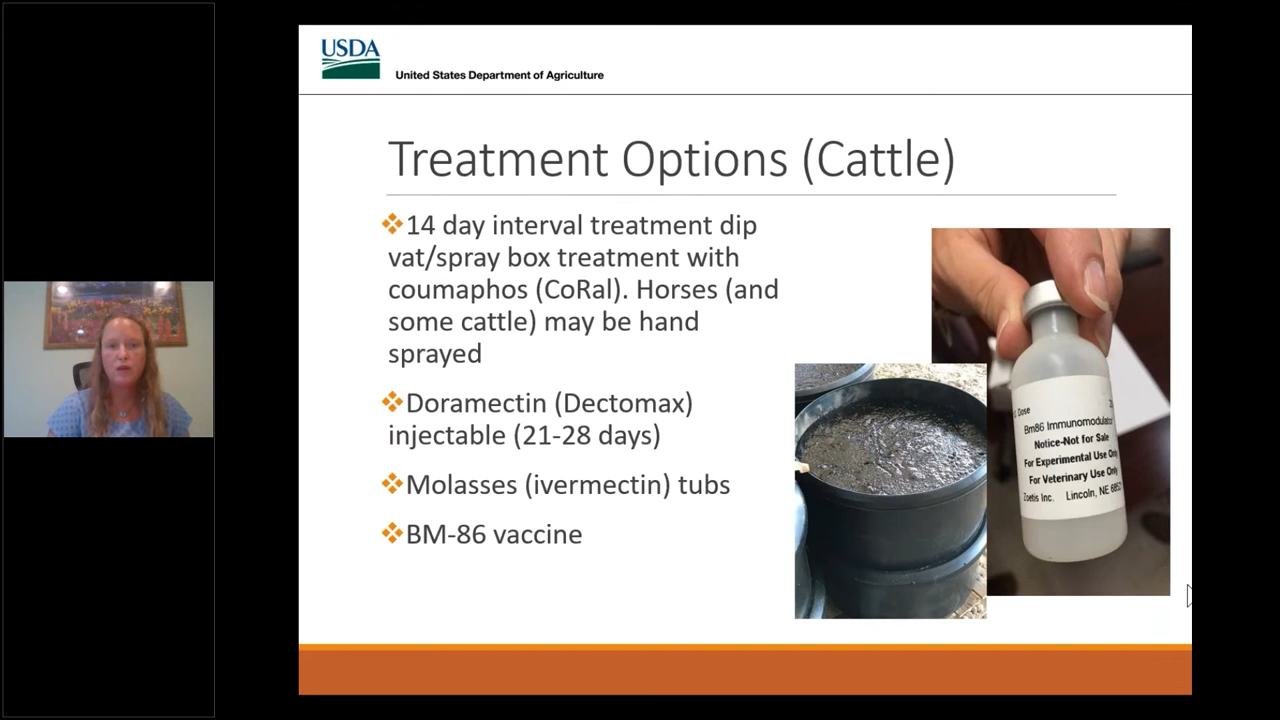 USDA
United States Department of Agriculture
Treatment Options (Cattle)
14 day interval treatment dip
vat/spray box treatment with
coumaphos (CoRal). Horses (and
some cattle) may be hand
sprayed
Doramectin (Dectomax)
injectable (21-28 days)
Molasses (ivermectin) tubs
BM-86 vaccine
Dose
Bm86 Immunomodulator
Notice-Not for Sale
For Experimental Use Only
For Veterinary Use Only
Zoetis Inc. Lincoln, NE